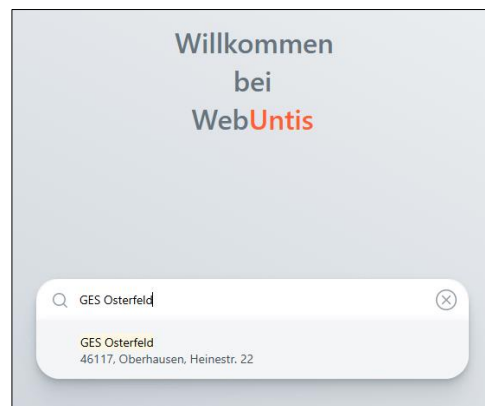 Willkommen
bei
WebUntis
GES Osterfeld
GES Osterfeld
46117, Oberhausen, Heinestr. 22